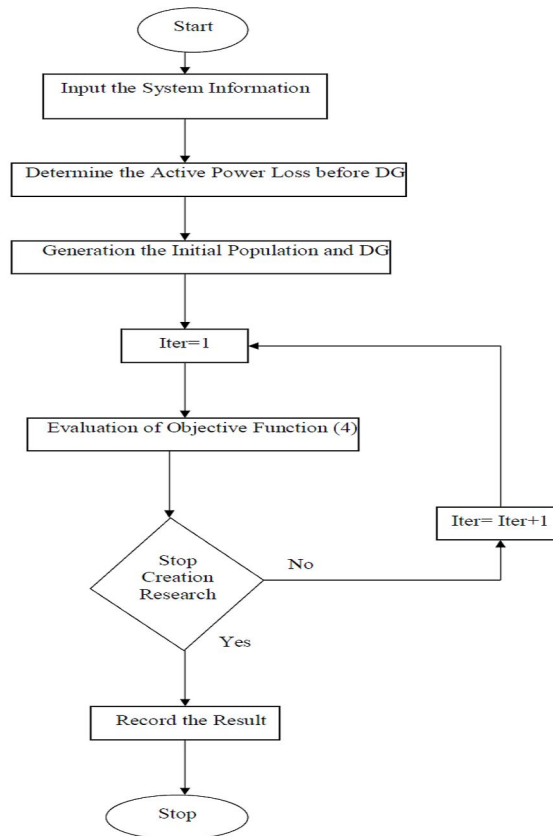 Start
Input the System Information
Determine the Active Power Loss before DG
Generation the Initial Population and DG
Iter=1
Evaluation of Objective Function (4)
Iter= Iter+1
Stop
Creation
Research
No
Yes
Record the Result
Stop